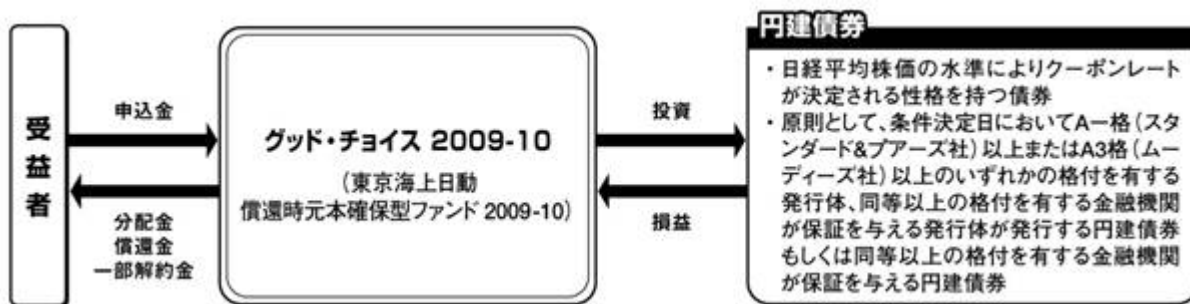 受益者
申込金
分配金
償還金
一部解約金
グッド・チョイス 2009-10
(東京海上日動
償還時元本確保型ファンド 2009-10)
投資
損益
円建債券
・日経平均株価の水準によりクーポンレート
が決定される性格を持つ債券
・原則として、条件決定日においてA－格(スタ
ンダード&プアーズ社)以上またはA3格(ムー
ディーズ社)以上のいずれかの格付を有する
発行体、同等以上の格付を有する金融機関
が保証を与える発行体が発行する円建債券
もしくは同等以上の格付を有する金融機関
が保証を与える円建債券